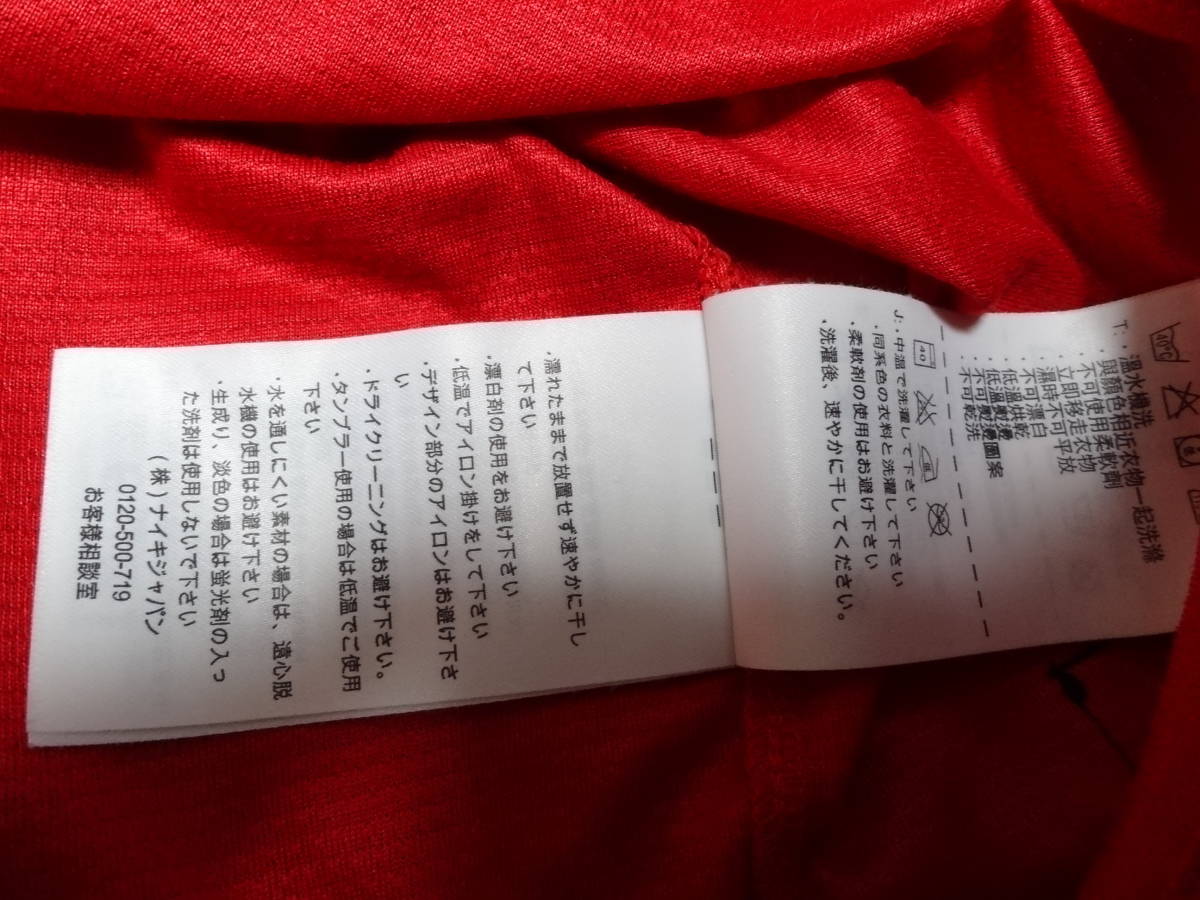 40℃
T:・溫水機洗
・與顏色相近衣物一起洗滌
・不可使用柔軟劑
・立即移走衣物
・濕時不可平放
・不可漂白
・低溫烘乾
・低溫熨燙
・不可熨燙圖案
・不可乾洗
40
J:・中温で洗濯して下さい
・同系色の衣料と洗濯して下さい
・柔軟剤の使用はお避け下さい
・洗濯後、速やかに干してください。
・濡れたままで放置せず速やかに干し
て下さい
・漂白剤の使用をお避け下さい
・低温でアイロン掛けをして下さい
・デザイン部分のアイロンはお避け下さ
い
・ドライクリーニングはお避け下さい。
・タンブラー使用の場合は低温でご使用
下さい
・水を通しにくい素材の場合は、遠心脱
水機の使用はお避け下さい
・生成り、淡色の場合は蛍光剤の入っ
た洗剤は使用しないで下さい
(株)ナイキジャパン
0120-500-719
お客様相談室